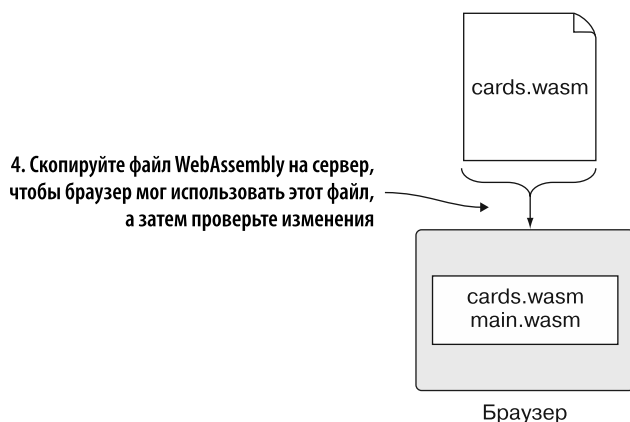 cards.wasm
4. Скопируйте файл WebAssembly на сервер,
чтобы браузер мог использовать этот файл,
а затем проверьте изменения
cards.wasm
main.wasm
Браузер